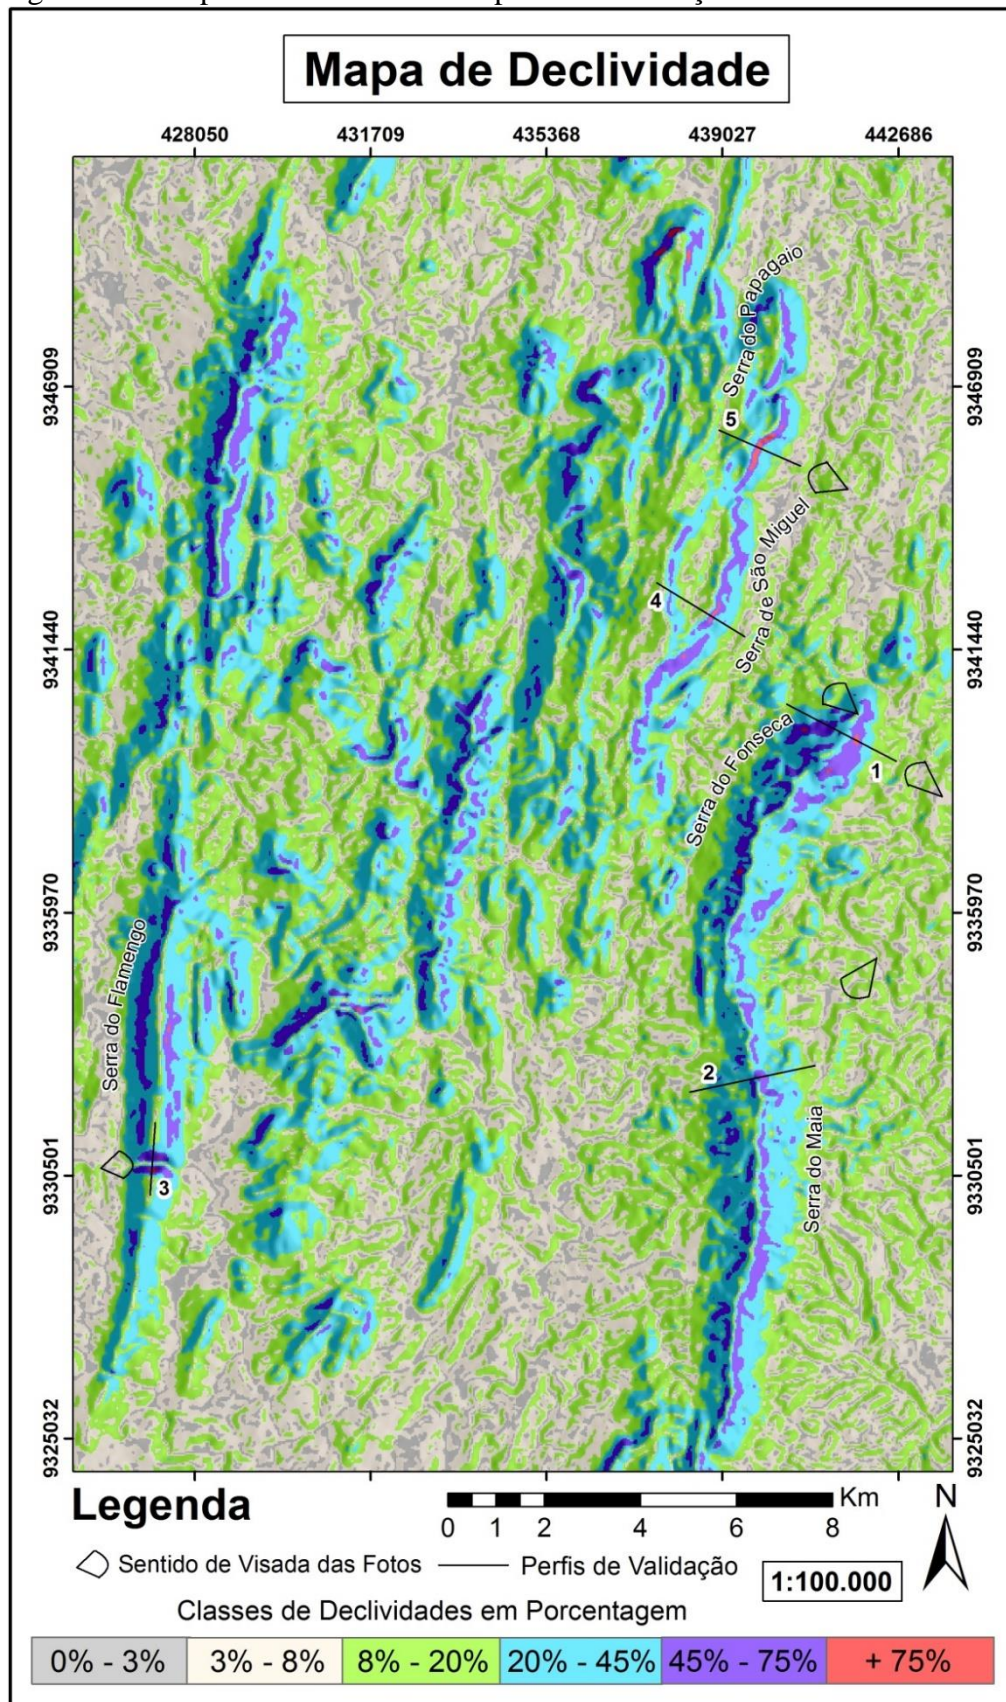 Mapa de Declividade
428050 431709 435368 439027 442686
Serra do Papagaio
9346909 9346909
5
Serra de São Miguel
4
9341440 9341440
Serra do Fonseca
1
9335970 9335970
Serra do Flamengo
2
Serra do Maia
9330501 9330501
3
9325032 9325032
Legenda
Km
N
0 1 2 4 6 8
Sentido de Visada das Fotos
Perfis de Validação
1:100.000
Classes de Declividades em Porcentagem
0% - 3% 3% - 8% 8% - 20% 20% - 45% 45% - 75% + 75%